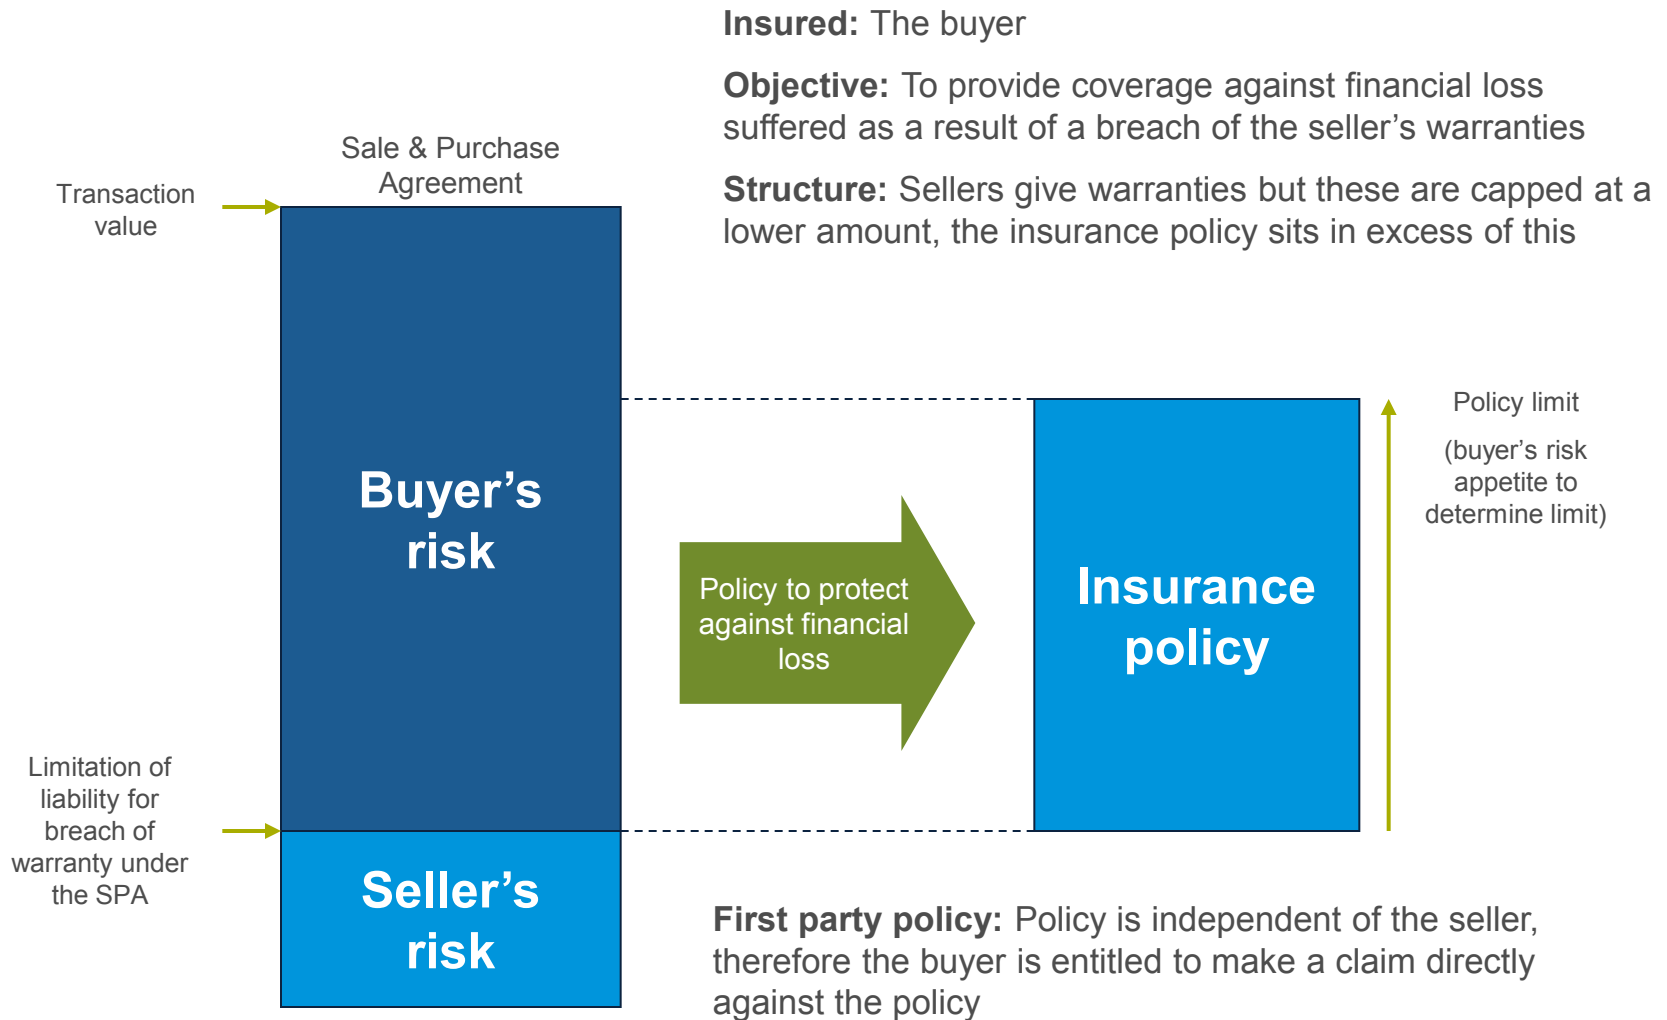 Insured: The buyer
Objective: To provide coverage against financial loss
suffered as a result of a breach of the seller’s warranties
Structure: Sellers give warranties but these are capped at a
lower amount, the insurance policy sits in excess of this
Sale & Purchase
Agreement
Transaction
value
Buyer’s
risk
Policy to protect
against financial
loss
Insurance
policy
Policy limit
(buyer’s risk
appetite to
determine limit)
Limitation of
liability for
breach of
warranty under
the SPA
Seller’s
risk
First party policy: Policy is independent of the seller,
therefore the buyer is entitled to make a claim directly
against the policy